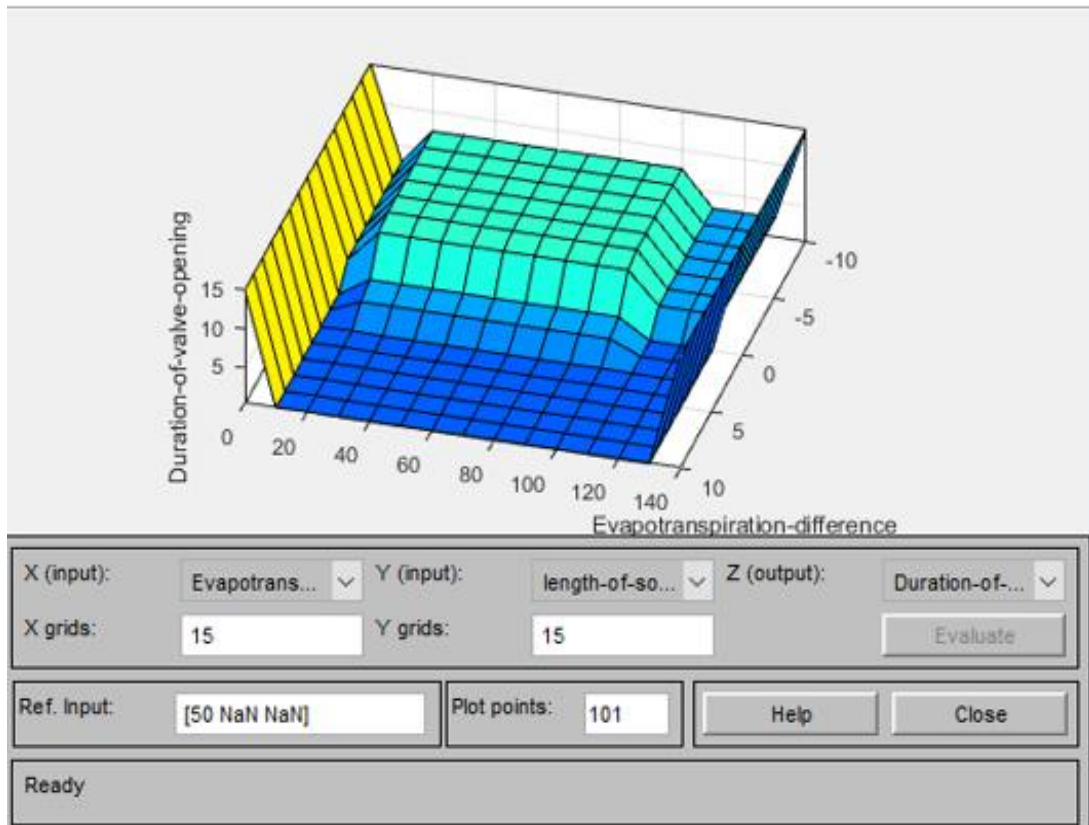 Duration-of-valve-opening
15
10
5
0
20
40
60
80
100
120
140
-10
-5
0
5
10
Evapotranspiration-difference
X (input): Evapotrans... Y (input): length-of-so... Z (output): Duration-of-...
X grids: 15 Y grids: 15 Evaluate
Ref. Input: [50 NaN NaN] Plot points: 101 Help Close
Ready